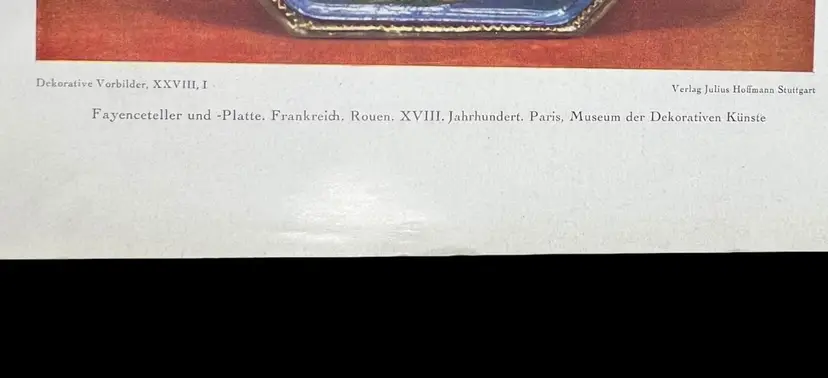 Dekorative Vorbilder, XXVIII, I
Verlag Julius Hoffmann Stuttgart
Fayenceteller und -Platte. Frankreich. Rouen. XVIII. Jahrhundert. Paris, Museum der Dekorativen Künste